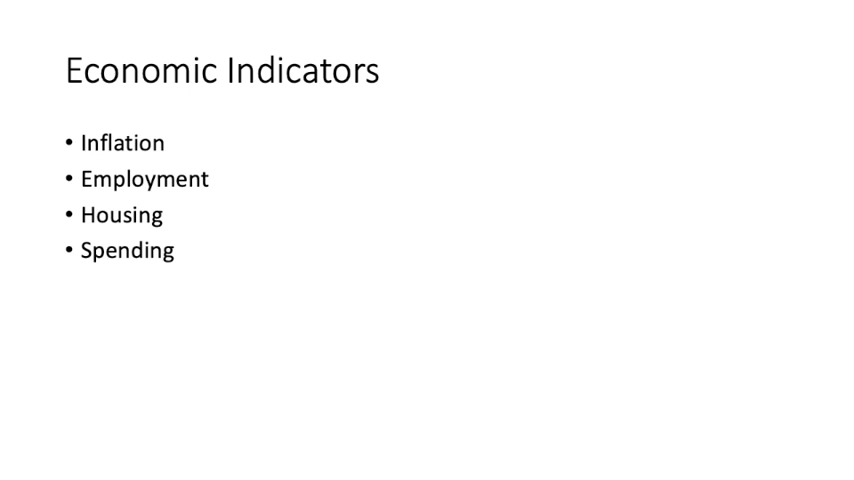 Economic Indicators
• Inflation
• Employment
• Housing
• Spending